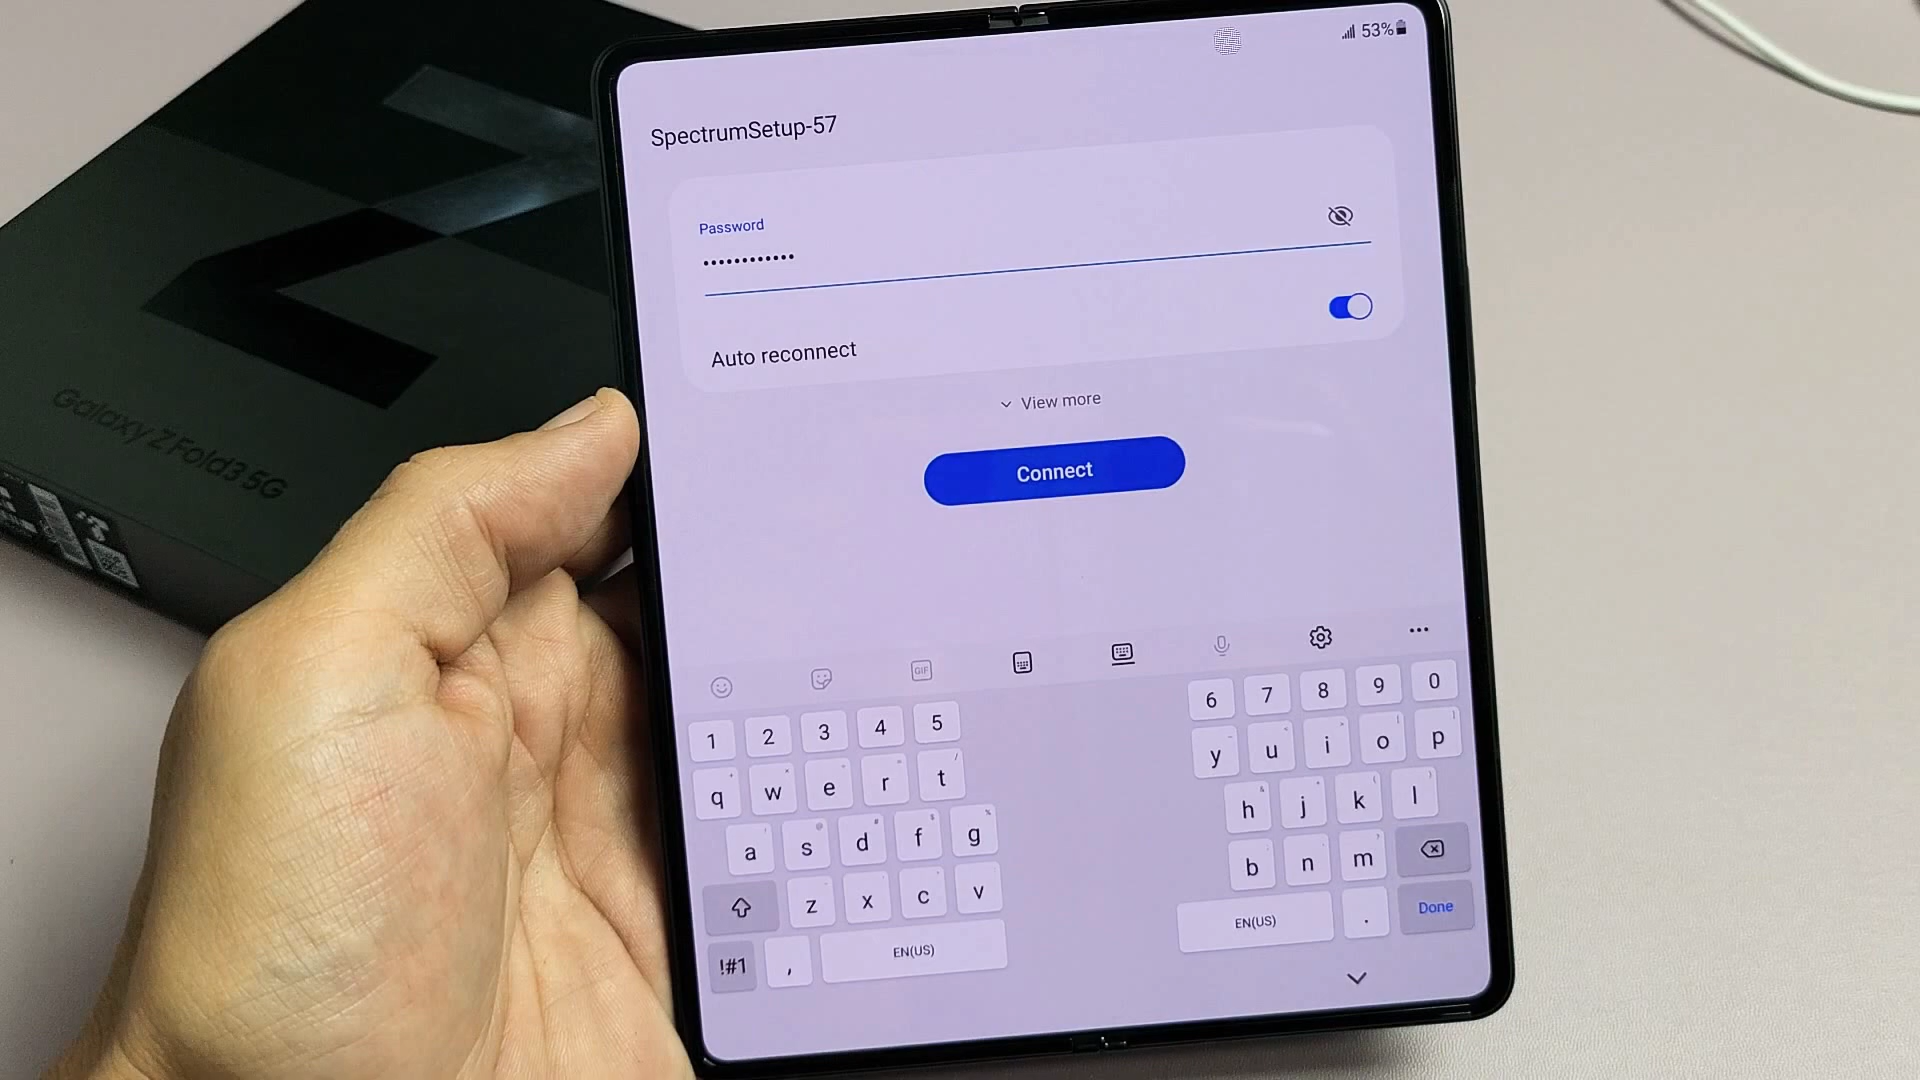 53%
SpectrumSetup-57
Password
••••••••••••
Auto reconnect
View more
Connect
GIF
1 2 3 4 5 6 7 8 9 0
q w e r t y u i o p
a s d f g h j k l
z x c v b n m
!#1 , EN(US) EN(US) . Done
Galaxy Z Fold3 5G